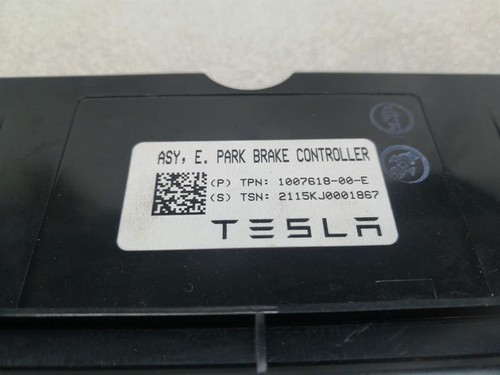 ASY, E. PARK BRAKE CONTROLLER
(P) TPN: 1007618-00-E
(S) TSN: 2115KJ0001867
TESLA